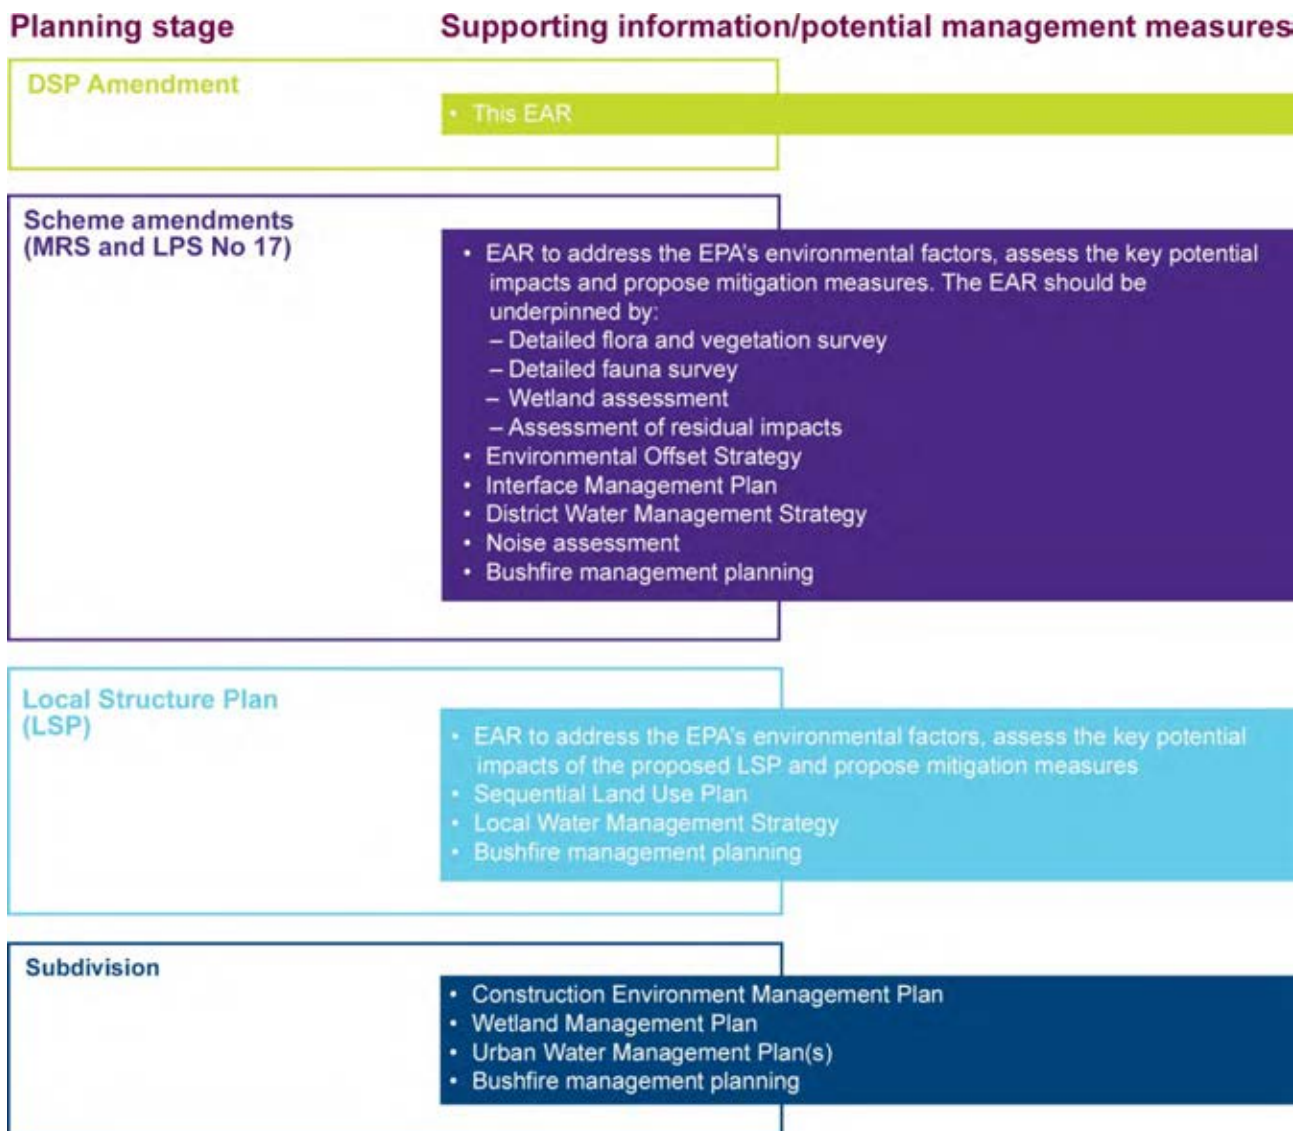 Planning stage
Supporting information/potential management measures
DSP Amendment
• This EAR
Scheme amendments
(MRS and LPS No 17)
• EAR to address the EPA's environmental factors, assess the key potential
impacts and propose mitigation measures. The EAR should be
underpinned by:
– Detailed flora and vegetation survey
– Detailed fauna survey
– Wetland assessment
– Assessment of residual impacts
• Environmental Offset Strategy
• Interface Management Plan
• District Water Management Strategy
• Noise assessment
• Bushfire management planning
Local Structure Plan
(LSP)
• EAR to address the EPA's environmental factors, assess the key potential
impacts of the proposed LSP and propose mitigation measures
• Sequential Land Use Plan
• Local Water Management Strategy
• Bushfire management planning
Subdivision
• Construction Environment Management Plan
• Wetland Management Plan
• Urban Water Management Plan(s)
• Bushfire management planning